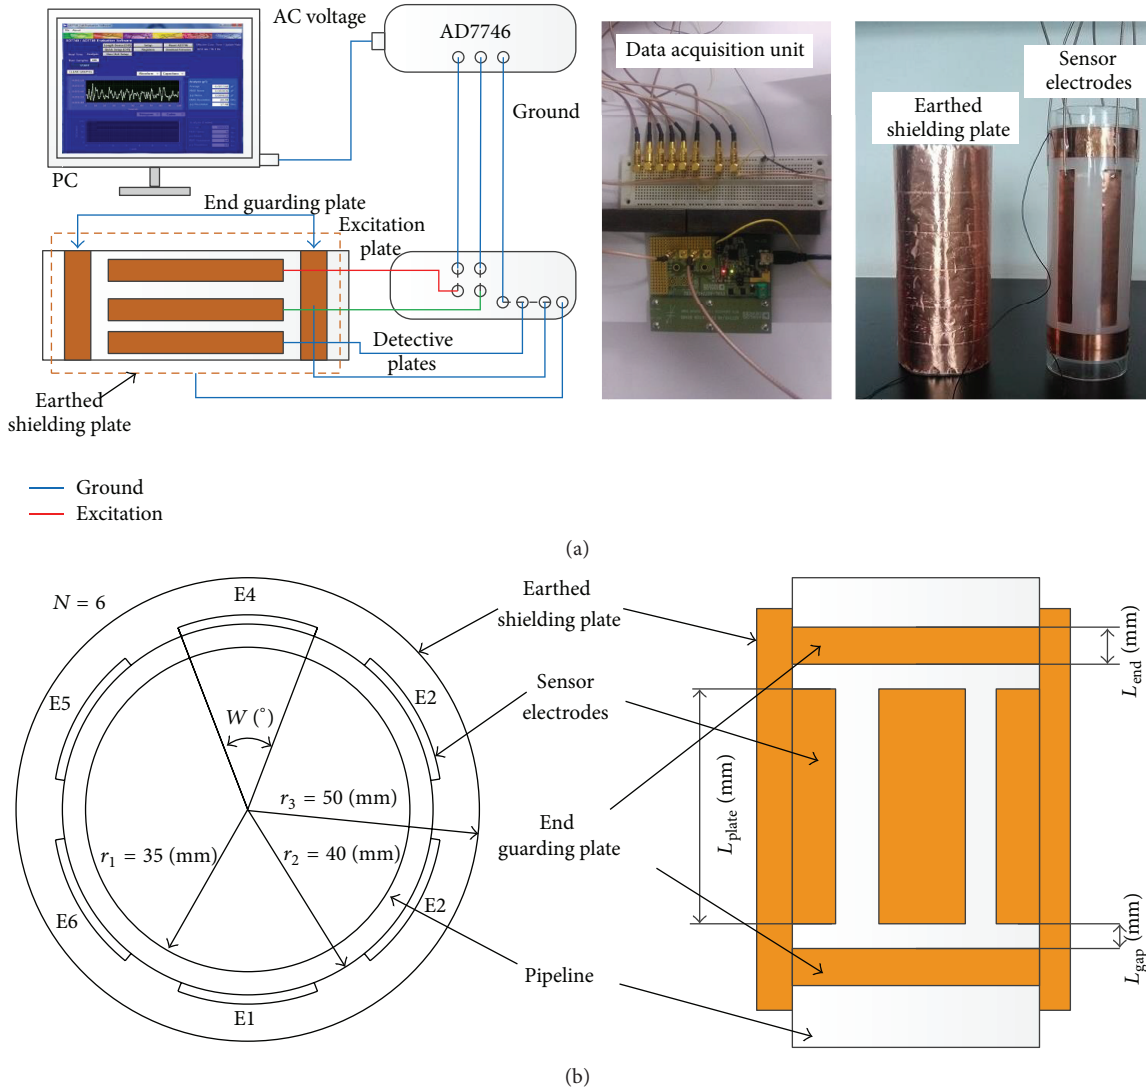 AC voltage
AD7746
Ground
PC
End guarding plate
Excitation
plate
Detective
plates
Earthed
shielding plate
Data acquisition unit
Earthed
shielding plate
Sensor
electrodes
Ground
Excitation
(a)
N = 6
E4
E5
E2
W (°)
r3 = 50 (mm)
r1 = 35 (mm)
r2 = 40 (mm)
E6
E2
E1
Earthed
shielding plate
Sensor
electrodes
End
guarding plate
Pipeline
Lend (mm)
Lplate (mm)
Lgap (mm)
(b)